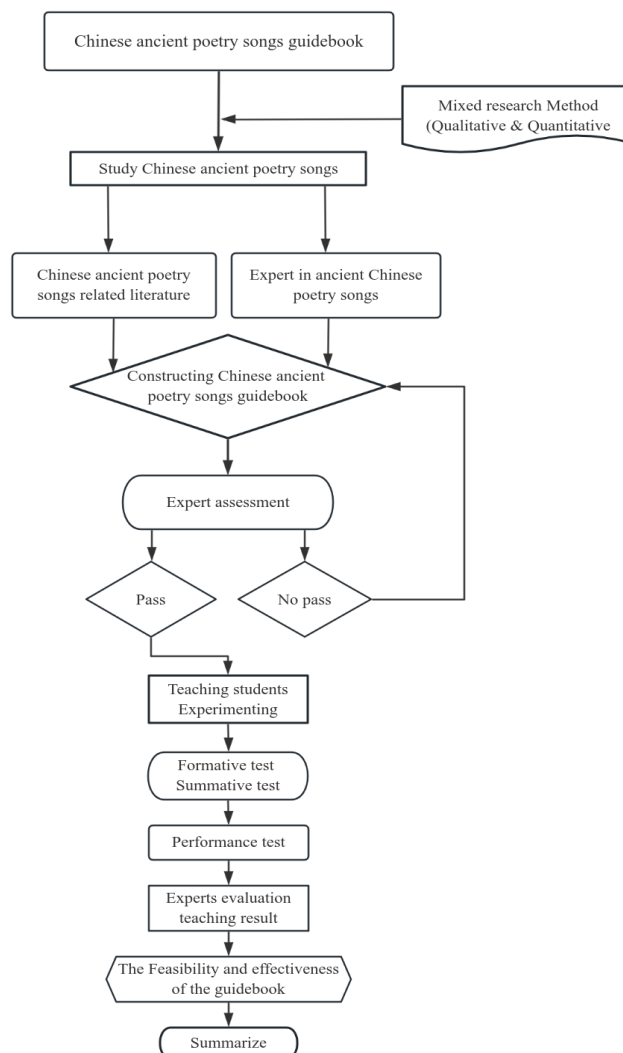 Chinese ancient poetry songs guidebook
Mixed research Method
(Qualitative & Quantitative
Study Chinese ancient poetry songs
Chinese ancient poetry
songs related literature
Expert in ancient Chinese
poetry songs
Constructing Chinese ancient
poetry songs guidebook
Expert assessment
Pass
No pass
Teaching students
Experimenting
Formative test
Summative test
Performance test
Experts evaluation
teaching result
The Feasibility and effectiveness
of the guidebook
Summarize